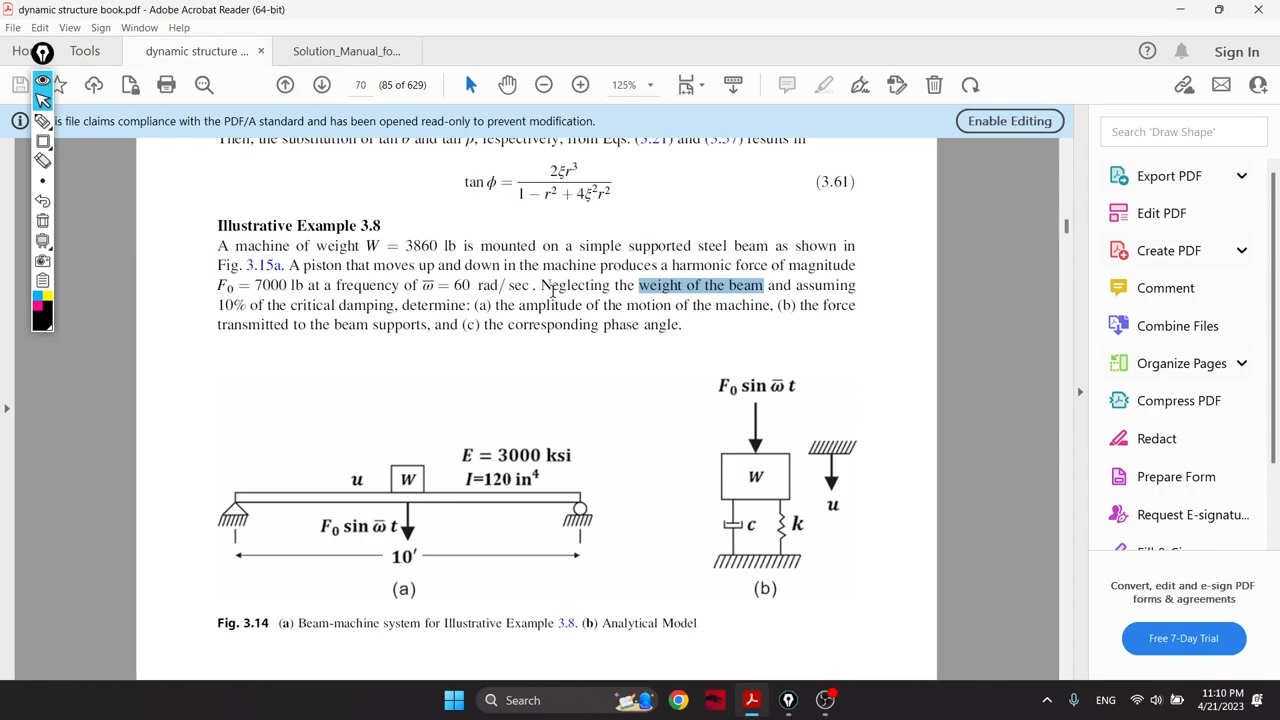 dynamic structure book.pdf - Adobe Acrobat Reader (64-bit)
File Edit View Sign Window Help
Tools dynamic structure ... × Solution_Manual_fo... Sign In
70 (85 of 629) 125%
is file claims compliance with the PDF/A standard and has been opened read-only to prevent modification. Enable Editing
tan ϕ = 2ξr³ / 1 − r² + 4ξ²r² (3.61)
Illustrative Example 3.8
A machine of weight W = 3860 lb is mounted on a simple supported steel beam as shown in
Fig. 3.15a. A piston that moves up and down in the machine produces a harmonic force of magnitude
F₀ = 7000 lb at a frequency of ω̅ = 60 rad/sec. Neglecting the weight of the beam and assuming
10% of the critical damping, determine: (a) the amplitude of the motion of the machine, (b) the force
transmitted to the beam supports, and (c) the corresponding phase angle.
F₀ sin ω̅ t
E = 3000 ksi
u W I=120 in⁴
F₀ sin ω̅ t
10′
(a)
W
u
c k
(b)
Fig. 3.14 (a) Beam-machine system for Illustrative Example 3.8. (b) Analytical Model
Search 'Draw Shape'
Export PDF
Edit PDF
Create PDF
Comment
Combine Files
Organize Pages
Compress PDF
Redact
Prepare Form
Request E-signatu...
Convert, edit and e-sign PDF
forms & agreements
Free 7-Day Trial
Search
ENG
11:10 PM
4/21/2023